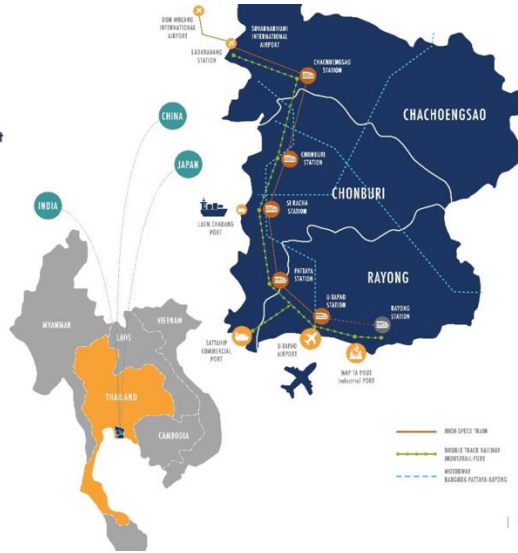 DON MUEANG
INTERNATIONAL
AIRPORT
SUVARNABHUMI
INTERNATIONAL
AIRPORT
LADKRABANG
STATION
CHACHOENGSAO
STATION
CHACHOENGSAO
CHINA
CHONBURI
STATION
JAPAN
CHONBURI
INDIA
SI RACHA
STATION
LAEM CHABANG
PORT
RAYONG
PATTAYA
STATION
U-TAPAO
STATION
RAYONG
STATION
MYANMAR
LAOS
VIETNAM
SATTAHIP
COMMERCIAL
PORT
U-TAPAO
AIRPORT
MAP TA PHUT
Industrial PORT
THAILAND
CAMBODIA
HIGH-SPEED TRAIN
DOUBLE TRACK RAILWAY
MOTORWAY
BANGKOK-PATTAYA-RAYONG